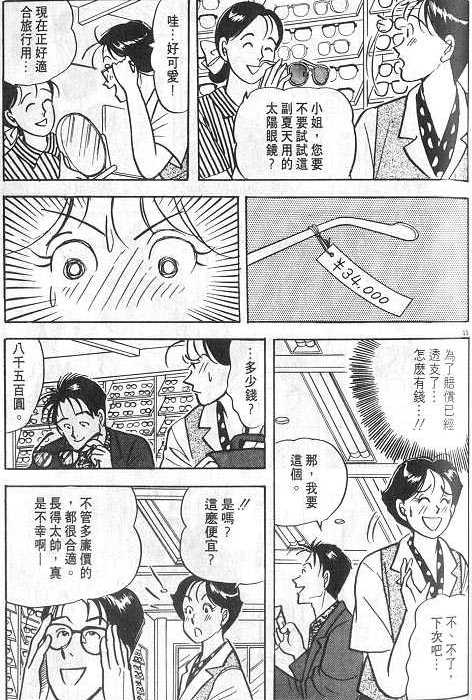 小姐，您要
不要試試這
副夏天用的
太陽眼鏡？
哇…好可愛！
現在正好適
合旅行用…
¥34.000
11
為了賠償已經
透支了…
怎麼有錢…!!
不、不了，
下次吧…
那，我要
這個。
…多少錢？
八千五百圓。
是嗎？
這麼便宜？
!!
不管多廉價的
，都很合適。
長得太帥，真
是不幸啊—